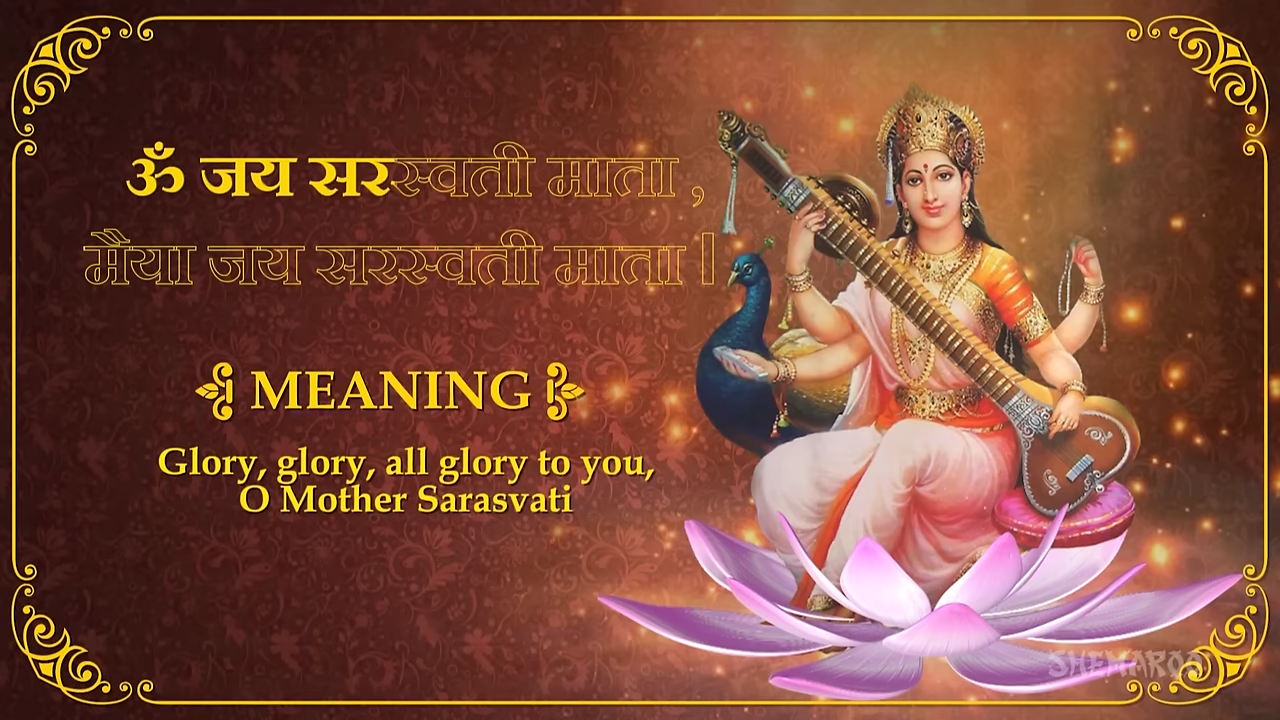 ॐ जय सरस्वती माता ,
मैया जय सरस्वती माता ।
MEANING
Glory, glory, all glory to you,
O Mother Sarasvati
SHEMAROO